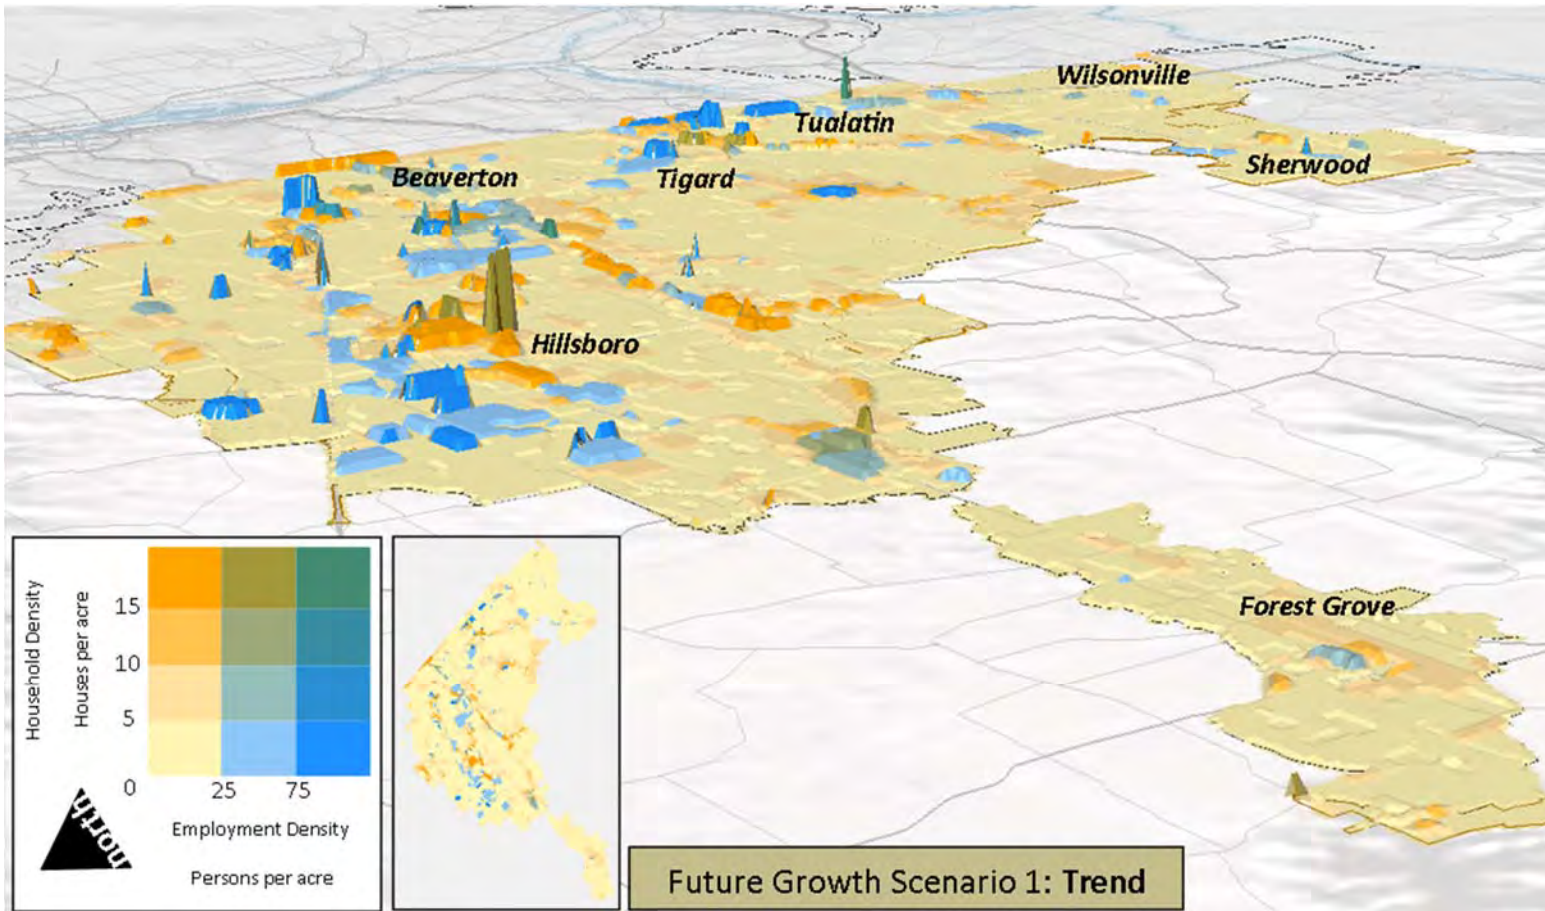 Wilsonville
Tualatin
Sherwood
Beaverton
Tigard
Hillsboro
Forest Grove
Household Density
Houses per acre
15
10
5
0
25
75
Employment Density
Persons per acre
north
Future Growth Scenario 1: Trend